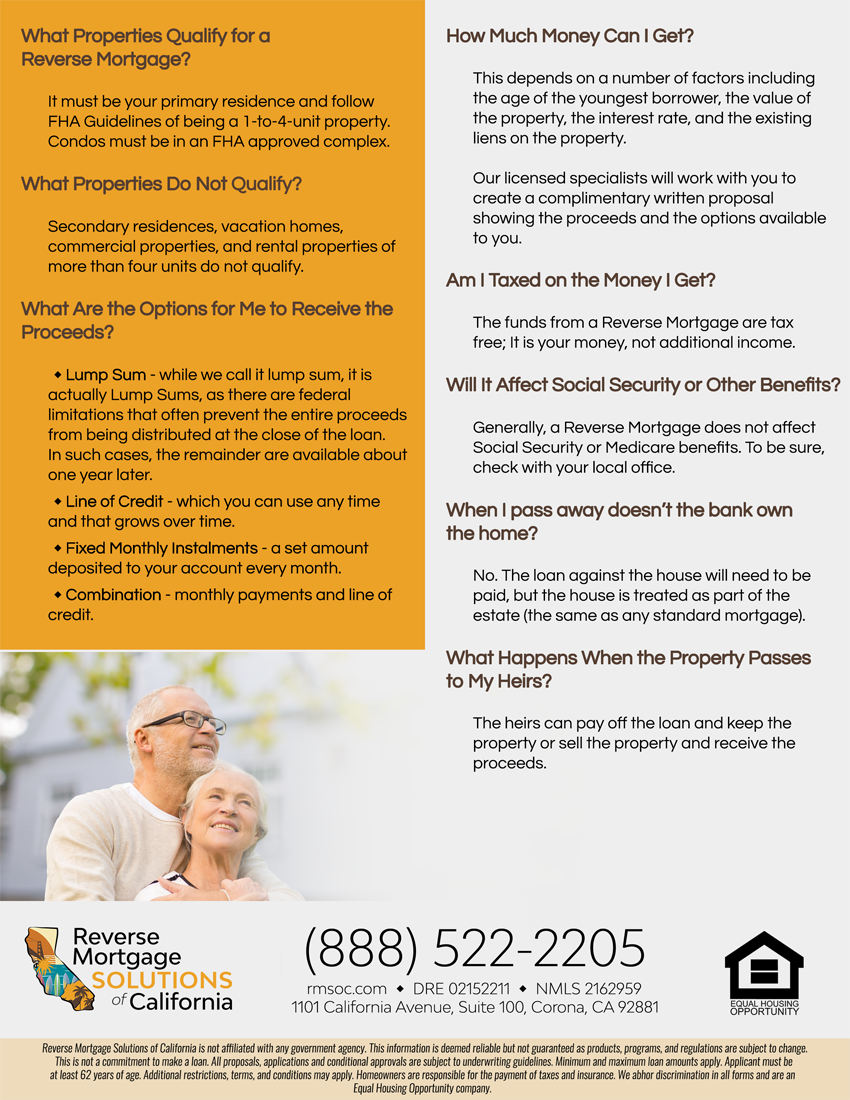 What Properties Qualify for a
Reverse Mortgage?
It must be your primary residence and follow
FHA Guidelines of being a 1-to-4-unit property.
Condos must be in an FHA approved complex.
What Properties Do Not Qualify?
Secondary residences, vacation homes,
commercial properties, and rental properties of
more than four units do not qualify.
What Are the Options for Me to Receive the
Proceeds?
◆ Lump Sum - while we call it lump sum, it is
actually Lump Sums, as there are federal
limitations that often prevent the entire proceeds
from being distributed at the close of the loan.
In such cases, the remainder are available about
one year later.
◆ Line of Credit - which you can use any time
and that grows over time.
◆ Fixed Monthly Instalments - a set amount
deposited to your account every month.
◆ Combination - monthly payments and line of
credit.
How Much Money Can I Get?
This depends on a number of factors including
the age of the youngest borrower, the value of
the property, the interest rate, and the existing
liens on the property.
Our licensed specialists will work with you to
create a complimentary written proposal
showing the proceeds and the options available
to you.
Am I Taxed on the Money I Get?
The funds from a Reverse Mortgage are tax
free; It is your money, not additional income.
Will It Affect Social Security or Other Benefits?
Generally, a Reverse Mortgage does not affect
Social Security or Medicare benefits. To be sure,
check with your local office.
When I pass away doesn't the bank own
the home?
No. The loan against the house will need to be
paid, but the house is treated as part of the
estate (the same as any standard mortgage).
What Happens When the Property Passes
to My Heirs?
The heirs can pay off the loan and keep the
property or sell the property and receive the
proceeds.
Reverse
Mortgage
SOLUTIONS
of California
(888) 522-2205
rmsoc.com ◆ DRE 02152211 ◆ NMLS 2162959
1101 California Avenue, Suite 100, Corona, CA 92881
EQUAL HOUSING
OPPORTUNITY
Reverse Mortgage Solutions of California is not affiliated with any government agency. This information is deemed reliable but not guaranteed as products, programs, and regulations are subject to change.
This is not a commitment to make a loan. All proposals, applications and conditional approvals are subject to underwriting guidelines. Minimum and maximum loan amounts apply. Applicant must be
at least 62 years of age. Additional restrictions, terms, and conditions may apply. Homeowners are responsible for the payment of taxes and insurance. We abhor discrimination in all forms and are an
Equal Housing Opportunity company.